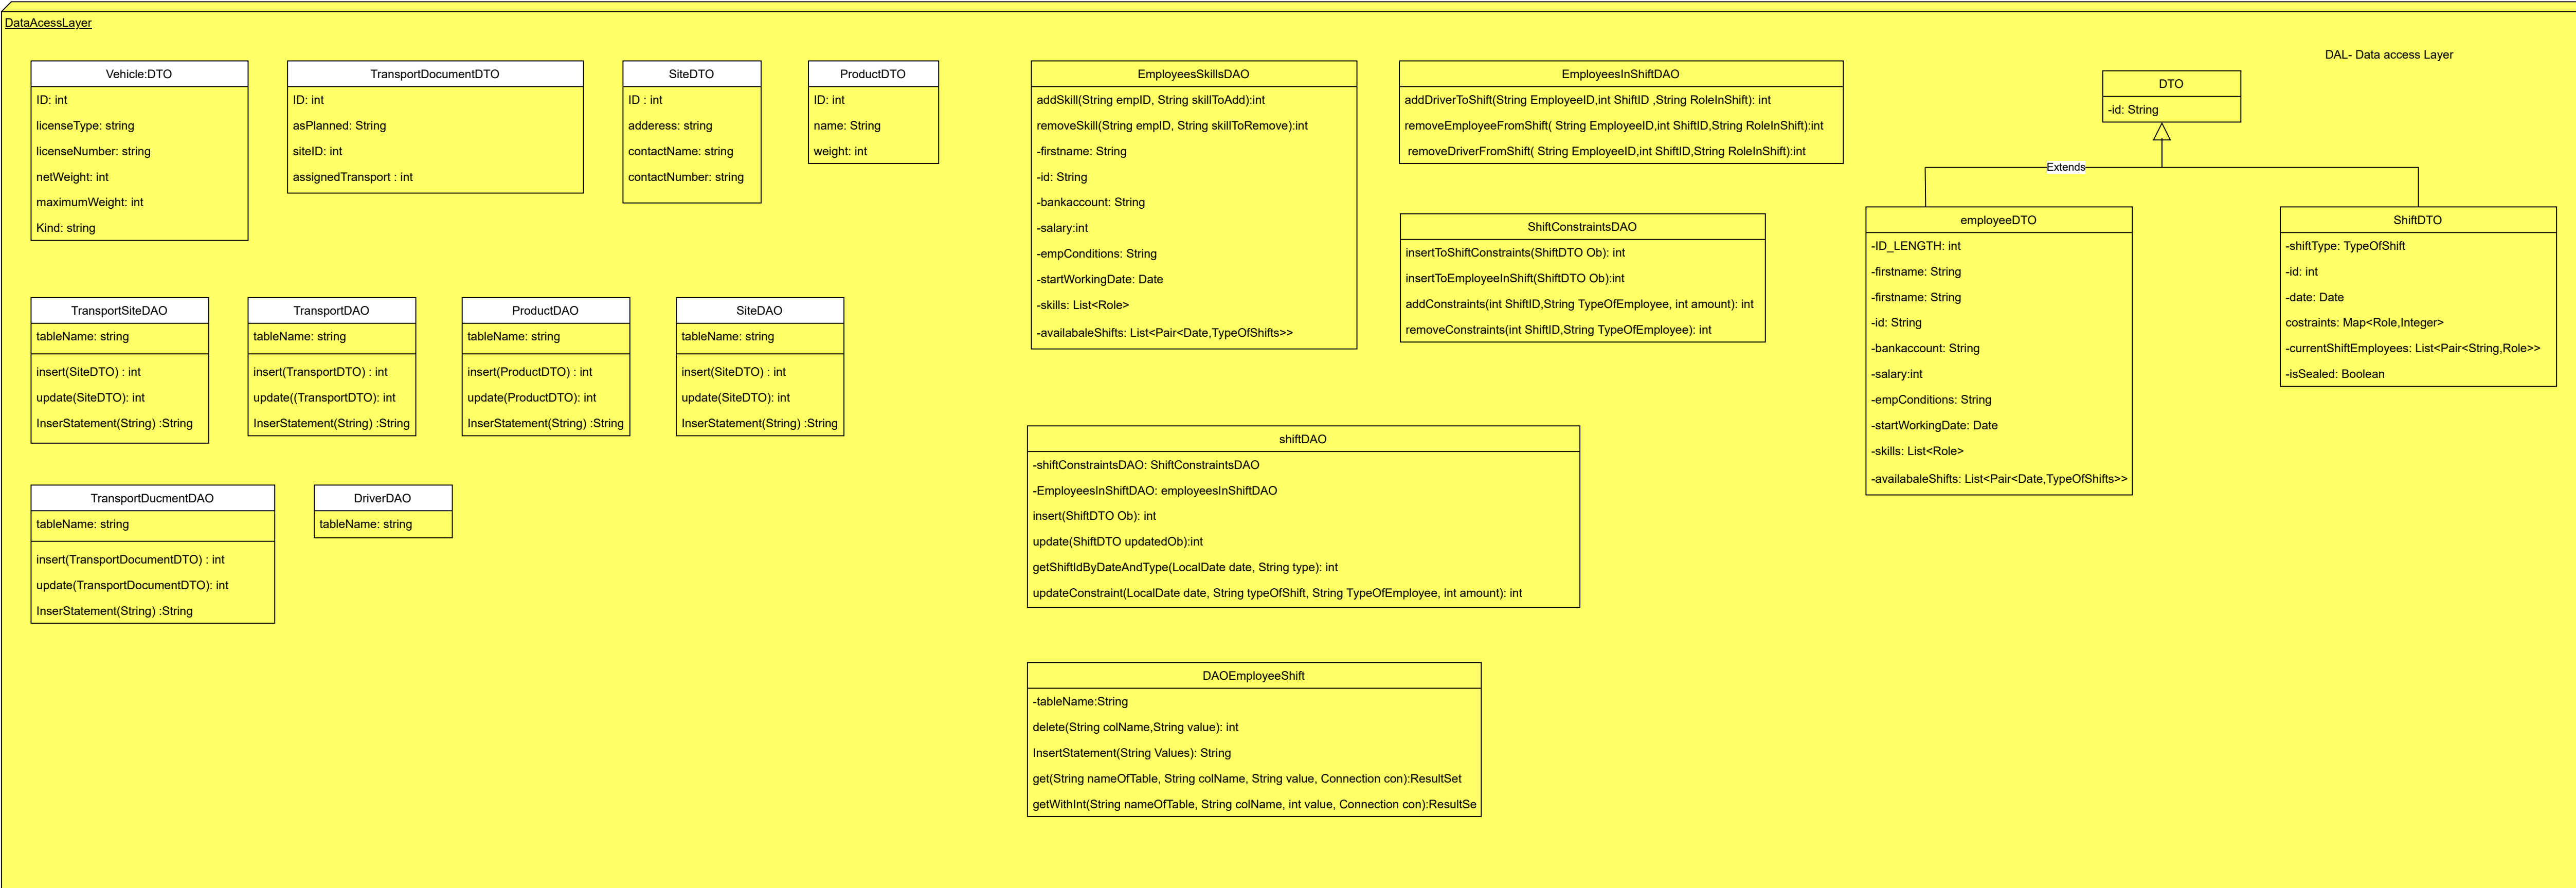 DataAcessLayer
DAL- Data access Layer
Vehicle:DTO
ID: int
licenseType: string
licenseNumber: string
netWeight: int
maximumWeight: int
Kind: string
TransportDocumentDTO
ID: int
asPlanned: String
siteID: int
assignedTransport : int
SiteDTO
ID : int
adderess: string
contactName: string
contactNumber: string
ProductDTO
ID: int
name: String
weight: int
EmployeesSkillsDAO
addSkill(String empID, String skillToAdd):int
removeSkill(String empID, String skillToRemove):int
-firstname: String
-id: String
-bankaccount: String
-salary:int
-empConditions: String
-startWorkingDate: Date
-skills: List<Role>
-availabaleShifts: List<Pair<Date,TypeOfShifts>>
EmployeesInShiftDAO
addDriverToShift(String EmployeeID,int ShiftID ,String RoleInShift): int
removeEmployeeFromShift( String EmployeeID,int ShiftID,String RoleInShift):int
removeDriverFromShift( String EmployeeID,int ShiftID,String RoleInShift):int
DTO
-id: String
Extends
ShiftConstraintsDAO
insertToShiftConstraints(ShiftDTO Ob): int
insertToEmployeeInShift(ShiftDTO Ob):int
addConstraints(int ShiftID,String TypeOfEmployee, int amount): int
removeConstraints(int ShiftID,String TypeOfEmployee): int
employeeDTO
-ID_LENGTH: int
-firstname: String
-firstname: String
-id: String
-bankaccount: String
-salary:int
-empConditions: String
-startWorkingDate: Date
-skills: List<Role>
-availabaleShifts: List<Pair<Date,TypeOfShifts>>
ShiftDTO
-shiftType: TypeOfShift
-id: int
-date: Date
costraints: Map<Role,Integer>
-currentShiftEmployees: List<Pair<String,Role>>
-isSealed: Boolean
TransportSiteDAO
tableName: string
insert(SiteDTO) : int
update(SiteDTO): int
InserStatement(String) :String
TransportDAO
tableName: string
insert(TransportDTO) : int
update((TransportDTO): int
InserStatement(String) :String
ProductDAO
tableName: string
insert(ProductDTO) : int
update(ProductDTO): int
InserStatement(String) :String
SiteDAO
tableName: string
insert(SiteDTO) : int
update(SiteDTO): int
InserStatement(String) :String
shiftDAO
-shiftConstraintsDAO: ShiftConstraintsDAO
-EmployeesInShiftDAO: employeesInShiftDAO
insert(ShiftDTO Ob): int
update(ShiftDTO updatedOb):int
getShiftIdByDateAndType(LocalDate date, String type): int
updateConstraint(LocalDate date, String typeOfShift, String TypeOfEmployee, int amount): int
TransportDucmentDAO
tableName: string
insert(TransportDocumentDTO) : int
update(TransportDocumentDTO): int
InserStatement(String) :String
DriverDAO
tableName: string
DAOEmployeeShift
-tableName:String
delete(String colName,String value): int
InsertStatement(String Values): String
get(String nameOfTable, String colName, String value, Connection con):ResultSet
getWithInt(String nameOfTable, String colName, int value, Connection con):ResultSe